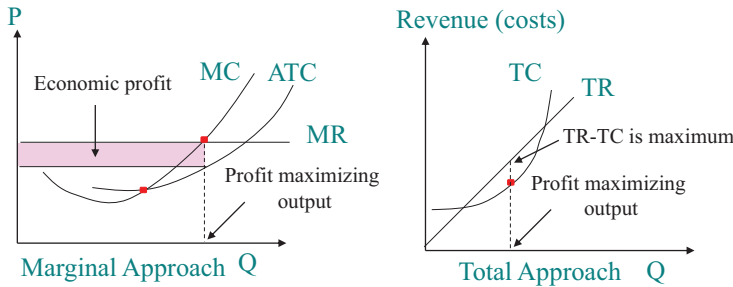 P
Economic profit
MC
ATC
MR
Profit maximizing
output
Marginal Approach
Q
Revenue (costs)
TC
TR
TR-TC is maximum
Profit maximizing
output
Total Approach
Q